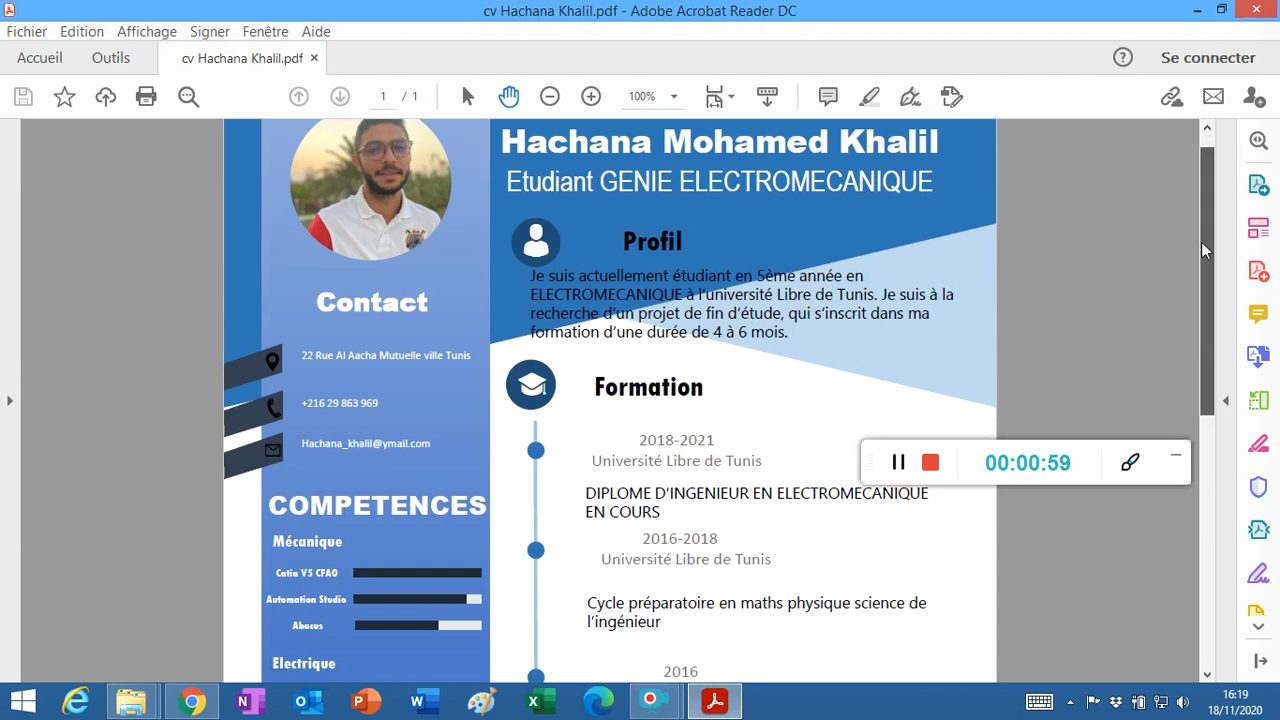 cv Hachana Khalil.pdf - Adobe Acrobat Reader DC
Fichier Edition Affichage Signer Fenêtre Aide
Accueil Outils cv Hachana Khalil.pdf × Se connecter
1 / 1 100%
Hachana Mohamed Khalil
Etudiant GENIE ELECTROMECANIQUE
Profil
Je suis actuellement étudiant en 5ème année en
ELECTROMECANIQUE à l'université Libre de Tunis. Je suis à la
recherche d'un projet de fin d'étude, qui s'inscrit dans ma
formation d'une durée de 4 à 6 mois.
Contact
22 Rue Al Aacha Mutuelle ville Tunis
+216 29 863 969
Hachana_khalil@ymail.com
COMPETENCES
Mécanique
Catia V5 CFAO
Automation Studio
Abacus
Electrique
Formation
2018-2021
Université Libre de Tunis
DIPLOME D'INGENIEUR EN ELECTROMECANIQUE
EN COURS
2016-2018
Université Libre de Tunis
Cycle préparatoire en maths physique science de
l'ingénieur
2016
00:00:59
16:19
18/11/2020